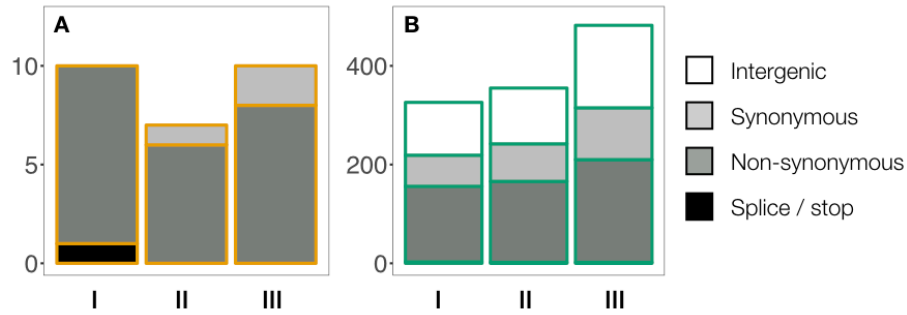 A
10
5
0
I II III
B
400
200
0
I II III
Intergenic
Synonymous
Non-synonymous
Splice / stop